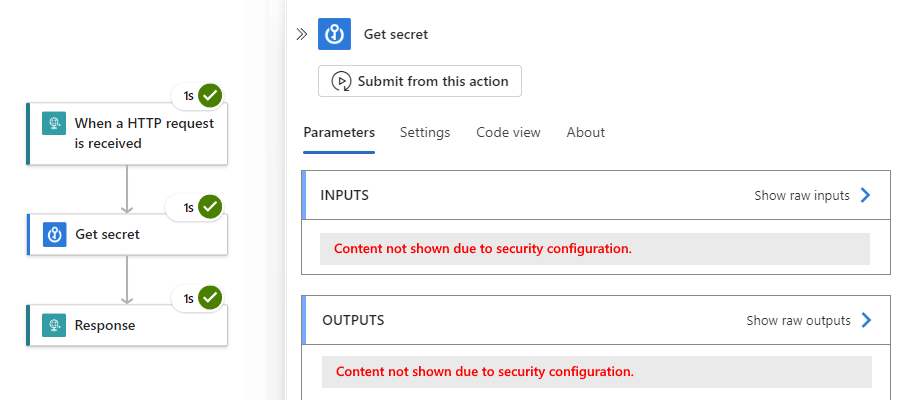 Get secret
Submit from this action
1s
When a HTTP request
is received
Parameters Settings Code view About
INPUTS Show raw inputs
1s
Get secret
Content not shown due to security configuration.
1s
Response
OUTPUTS Show raw outputs
Content not shown due to security configuration.